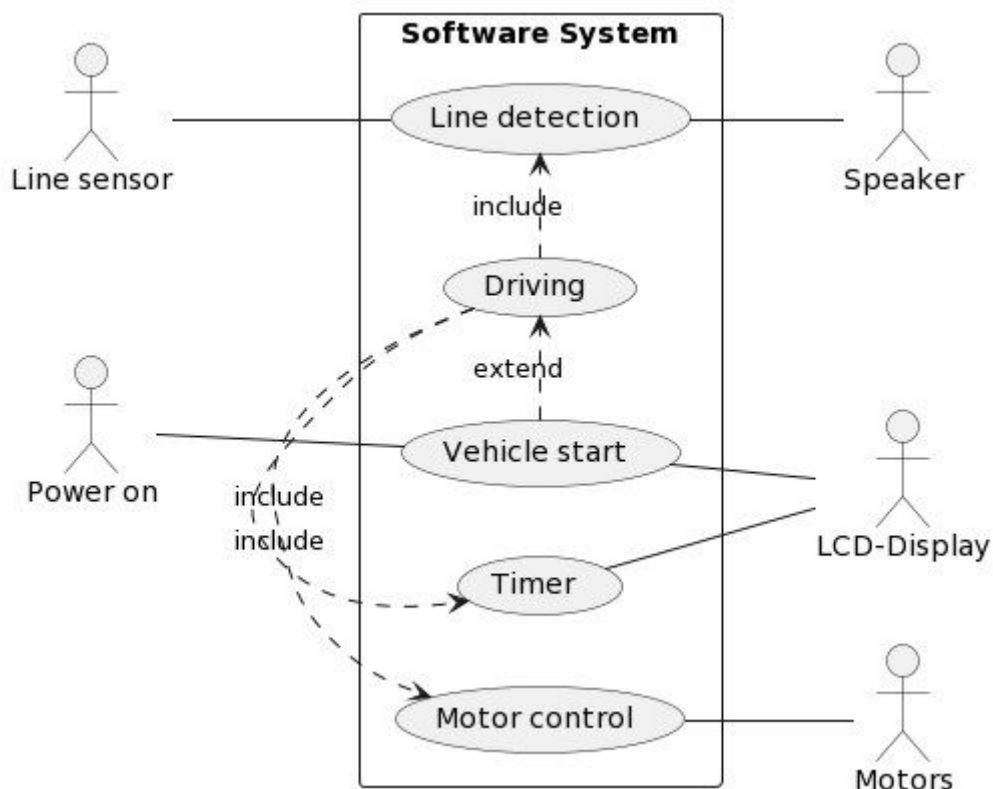 Software System
Line detection
Line sensor
Speaker
include
Driving
extend
Vehicle start
Power on
include
include
LCD-Display
Timer
Motor control
Motors